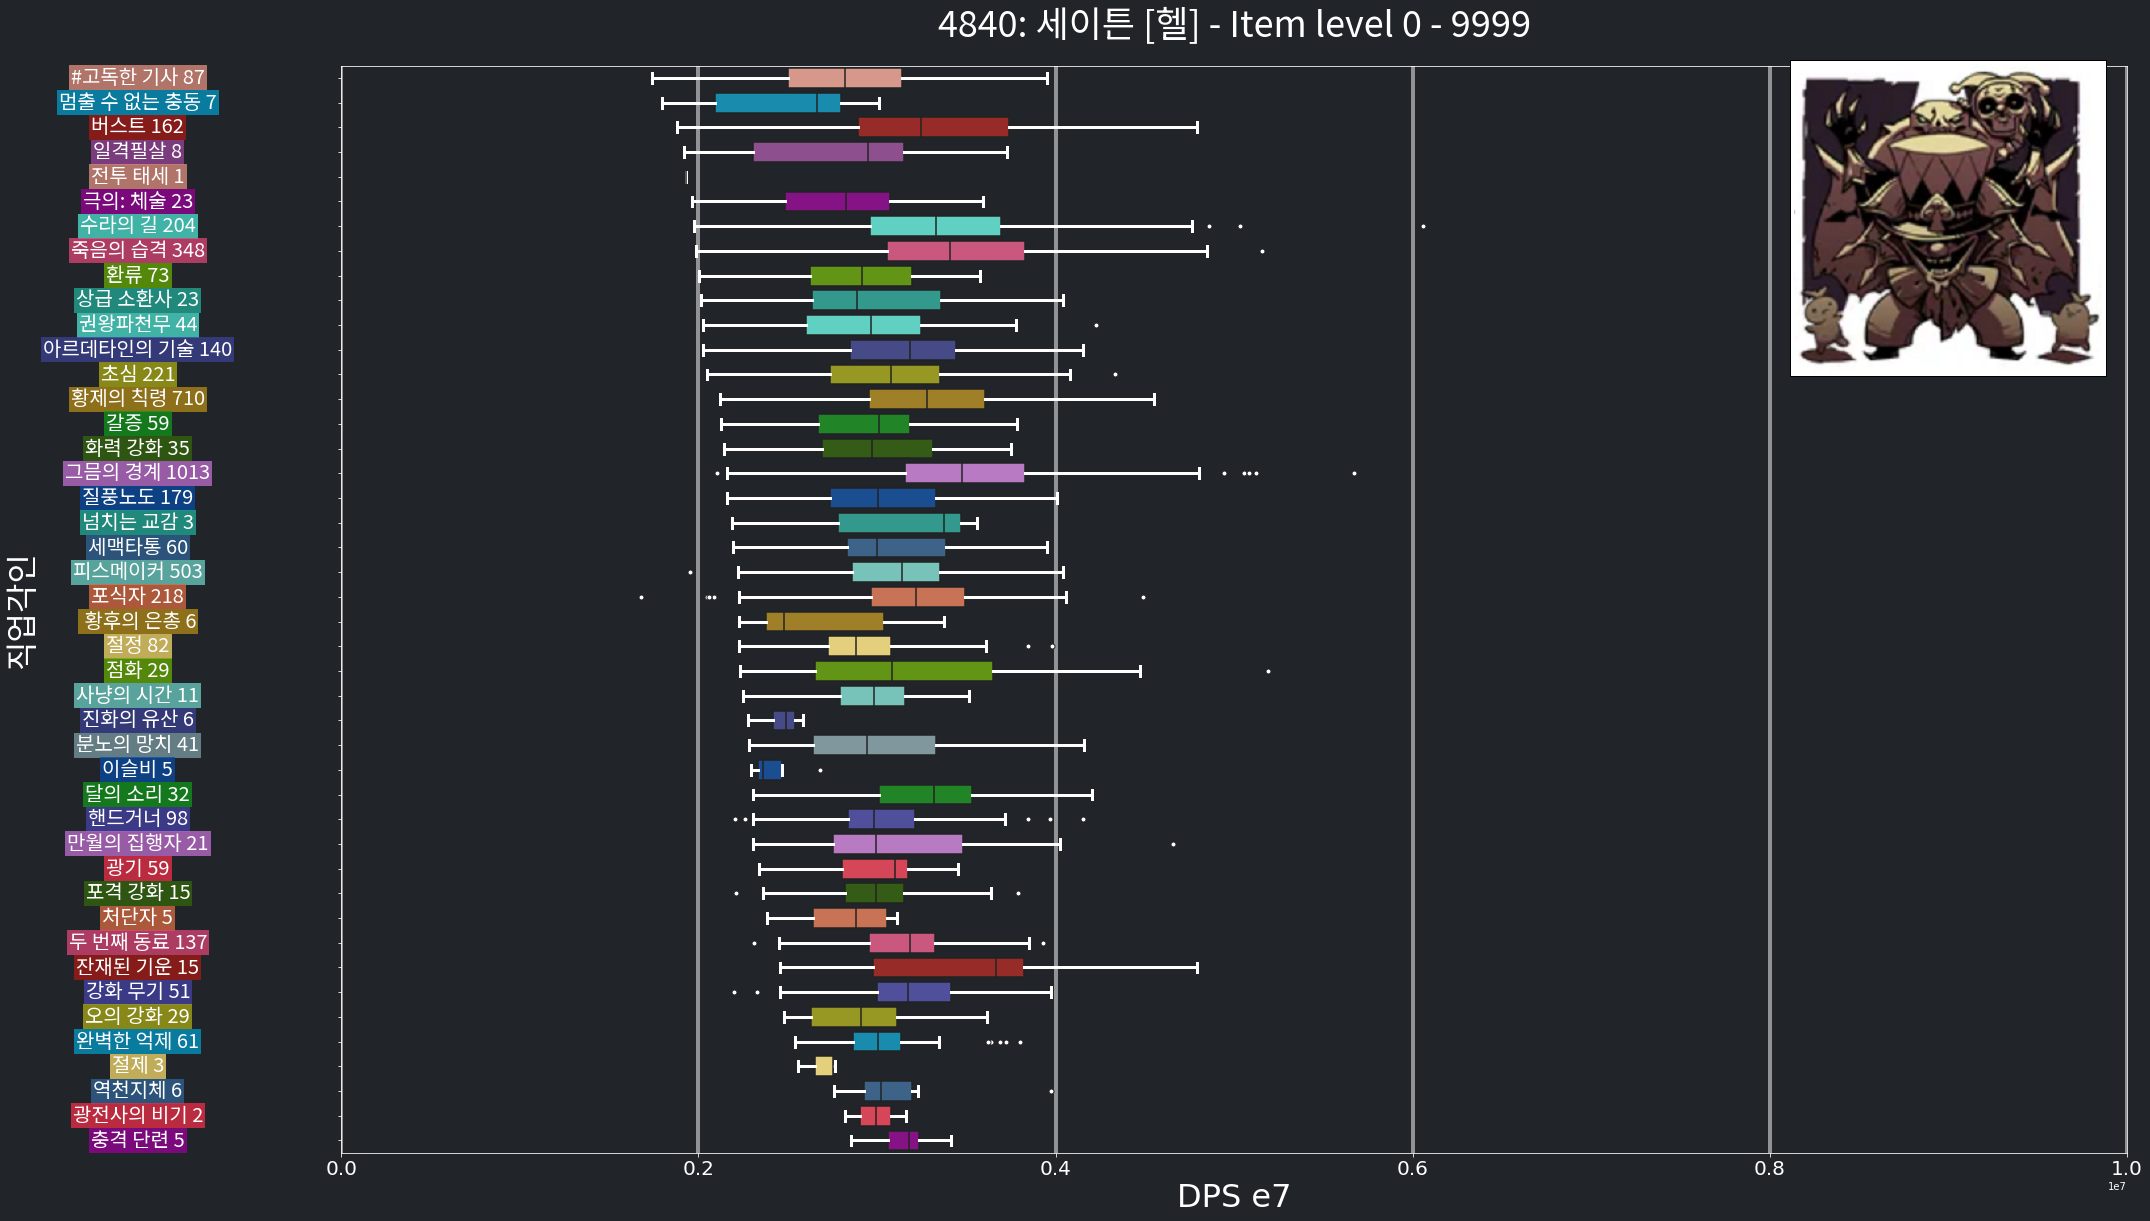 4840: 세이튼 [헬] - Item level 0 - 9999
#고독한 기사 87
멈출 수 없는 충동 7
버스트 162
일격필살 8
전투 태세 1
극의: 체술 23
수라의 길 204
죽음의 습격 348
환류 73
상급 소환사 23
권왕파천무 44
아르데타인의 기술 140
초심 221
황제의 칙령 710
갈증 59
화력 강화 35
그믐의 경계 1013
질풍노도 179
넘치는 교감 3
세맥타통 60
피스메이커 503
포식자 218
황후의 은총 6
절정 82
점화 29
사냥의 시간 11
진화의 유산 6
분노의 망치 41
이슬비 5
달의 소리 32
핸드거너 98
만월의 집행자 21
광기 59
포격 강화 15
처단자 5
두 번째 동료 137
잔재된 기운 15
강화 무기 51
오의 강화 29
완벽한 억제 61
절제 3
역천지체 6
광전사의 비기 2
충격 단련 5
직업각인
0.0 0.2 0.4 0.6 0.8 1.0
1e7
DPS e7